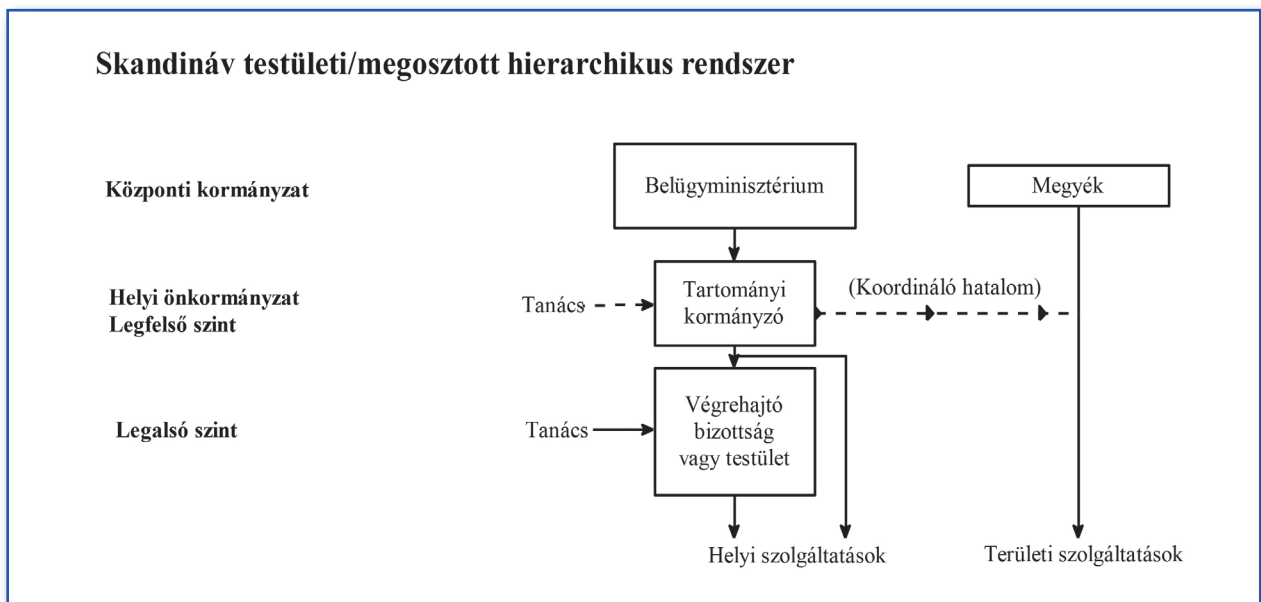 Skandináv testületi/megosztott hierarchikus rendszer
Központi kormányzat
Belügyminisztérium
Megyék
Helyi önkormányzat
Legfelső szint
Tanács
Tartományi
kormányzó
(Koordináló hatalom)
Legalsó szint
Tanács
Végrehajtó
bizottság
vagy testület
Helyi szolgáltatások
Területi szolgáltatások